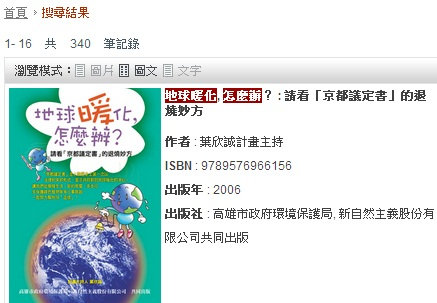 首頁 › 搜尋結果
1- 16 共 340 筆記錄
瀏覽模式： 圖片 圖文 文字
地球暖化, 怎麼辦？ : 請看「京都議定書」的退
燒妙方
作者 : 葉欣誠計畫主持
ISBN : 9789576966156
出版年 : 2006
出版社 : 高雄市政府環境保護局, 新自然主義股份有
限公司共同出版
地球暖化,
怎麼辦?
請看「京都議定書」的退燒妙方